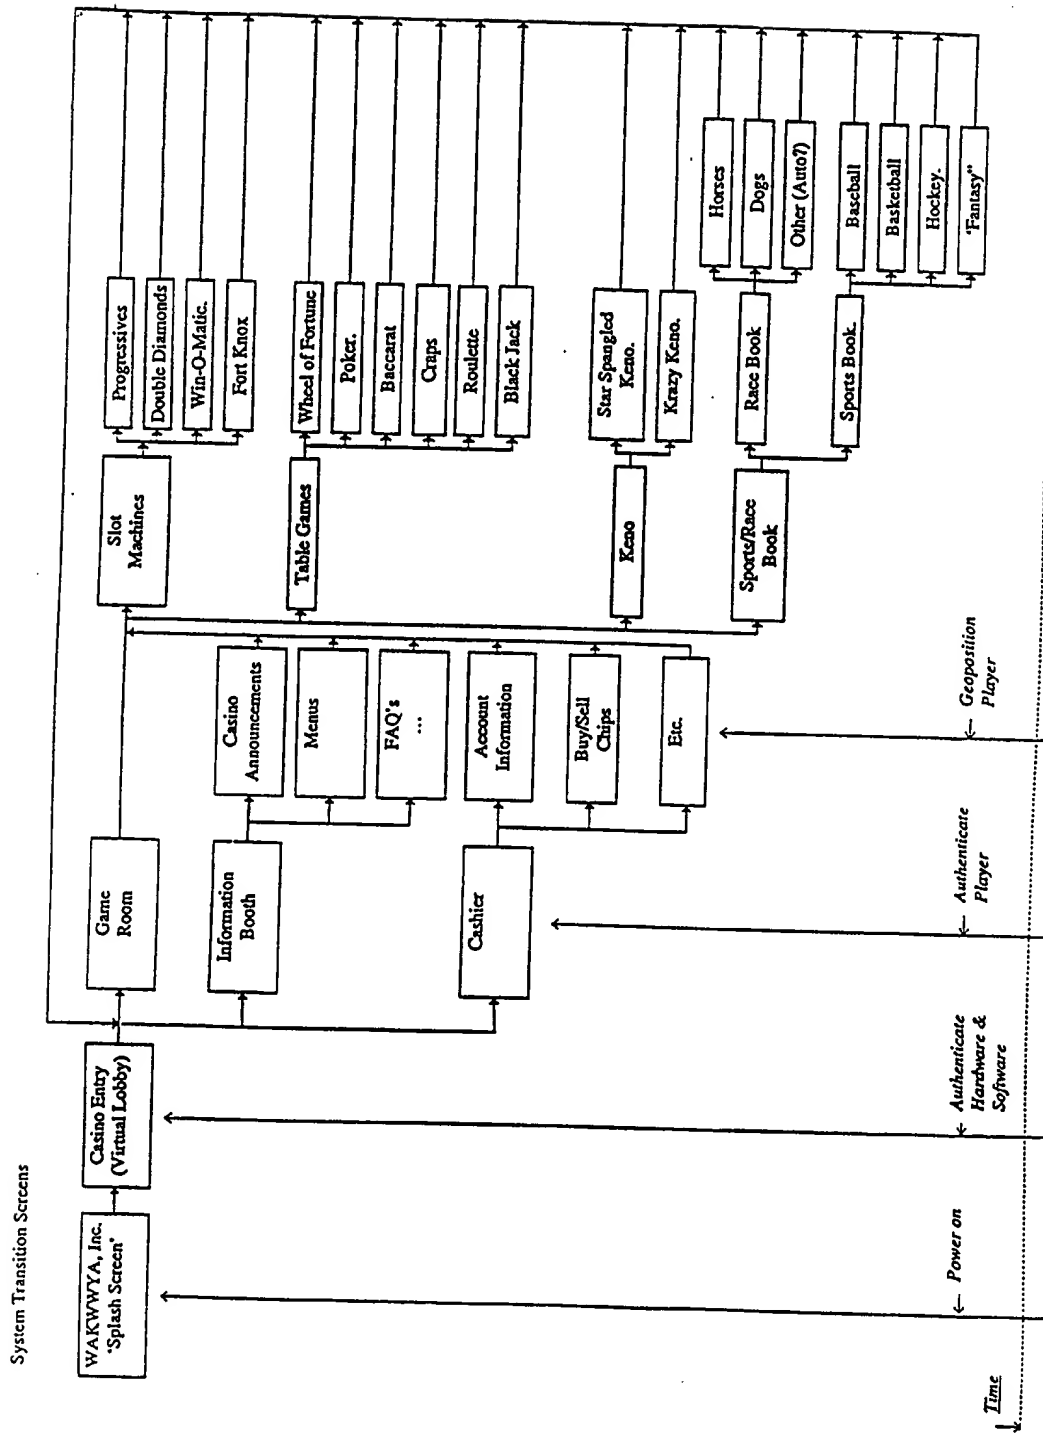 System Transition Screens
WAKWWYA, Inc.
'Splash Screen'
Casino Entry
(Virtual Lobby)
Game
Room
Information
Booth
Cashier
Casino
Announcements
Menus
FAQ's
...
Account
Information
Buy/Sell
Chips
Etc.
Slot
Machines
Table Games
Keno
Sports/Race
Book
Progressives
Double Diamonds
Win-O-Matic.
Fort Knox
Wheel of Fortune
Poker.
Baccarat
Craps
Roulette
Black Jack
Star Spangled
Keno.
Krazy Keno.
Race Book
Sports Book.
Horses
Dogs
Other (Auto?)
Baseball
Basketball
Hockey.
'Fantasy"
Time
Power on
Authenticate
Hardware &
Software
Authenticate
Player
Geoposition
Player